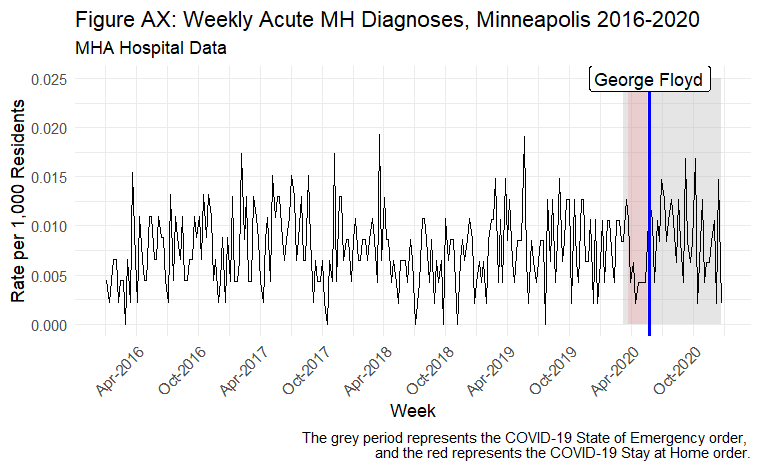 Figure AX: Weekly Acute MH Diagnoses, Minneapolis 2016-2020
MHA Hospital Data
George Floyd
Rate per 1,000 Residents
0.025
0.020
0.015
0.010
0.005
0.000
Apr-2016
Oct-2016
Apr-2017
Oct-2017
Apr-2018
Oct-2018
Apr-2019
Oct-2019
Apr-2020
Oct-2020
Week
The grey period represents the COVID-19 State of Emergency order,
and the red represents the COVID-19 Stay at Home order.